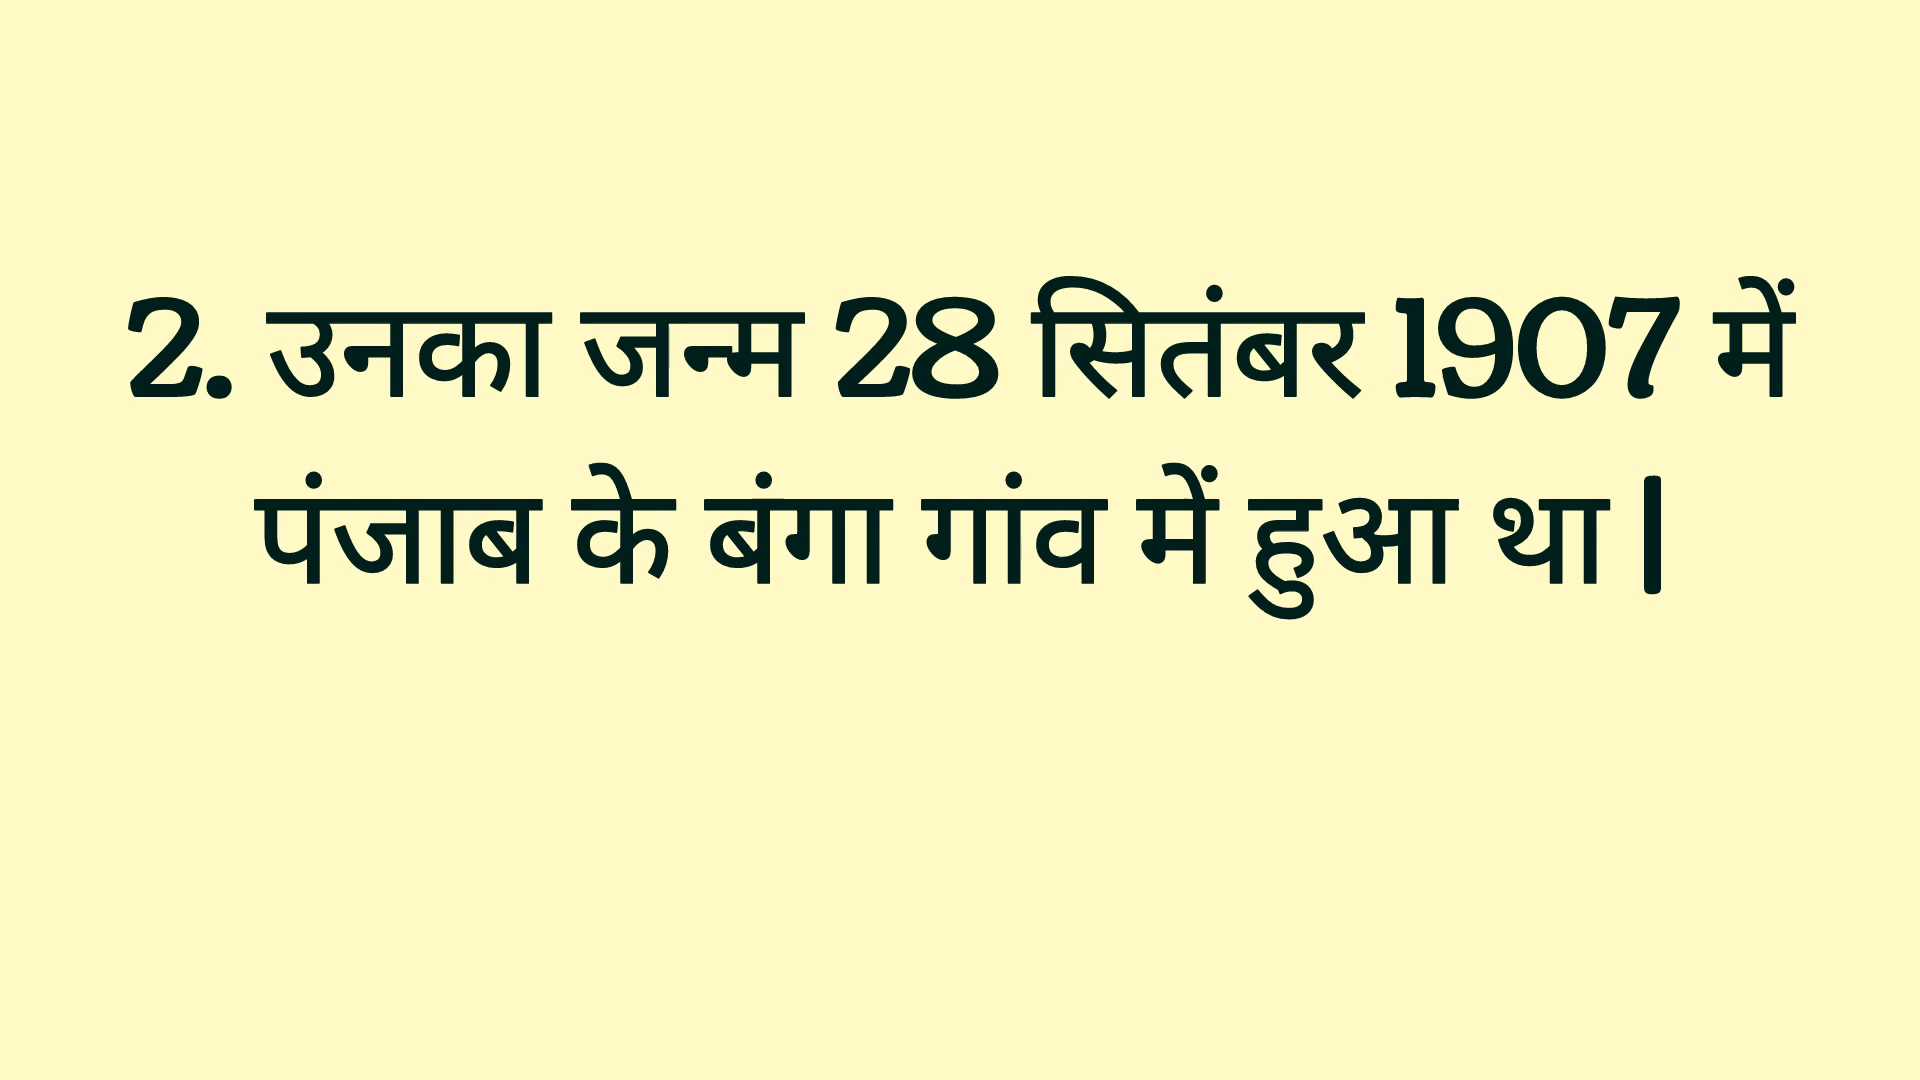 2. उनका जन्म 28 सितंबर 1907 में
पंजाब के बंगा गांव में हुआ था |